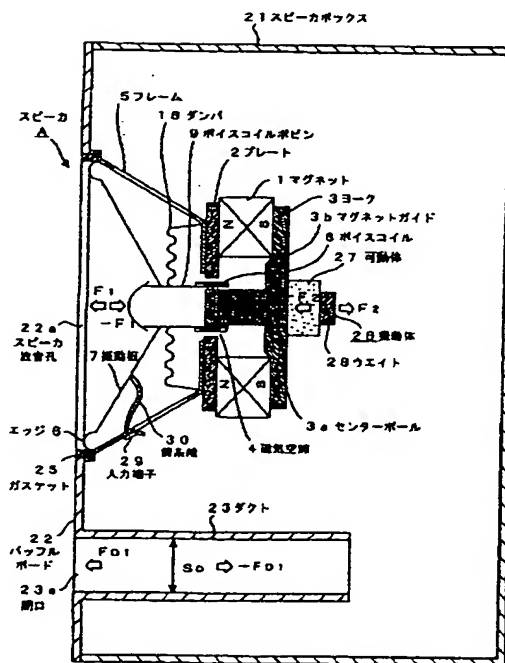 21スピーカボックス
5フレーム
18ダンパ
9ボイスコイルボビン
スピーカ
A
2プレート
1マグネット
3ヨーク
3bマグネットガイド
8ボイスコイル
27可動体
N
S
F1
-F1
F2
F2
28ウエイト
22a
スピーカ
放音孔
7振動板
エッジ6
25
ガスケット
30
29
入力端子
4磁気空隙
3aセンターポール
N
S
22
バッフル
ボード
23ダクト
FD1
SD
-FD1
23a
開口